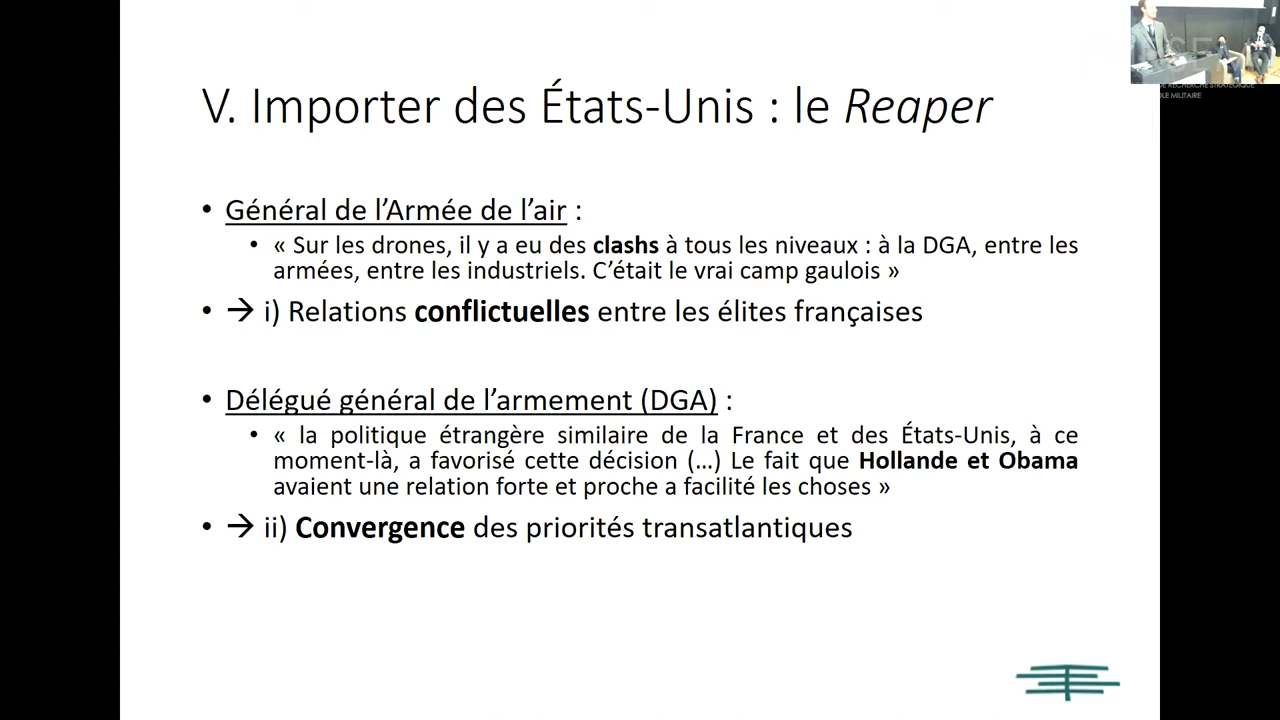 V. Importer des États-Unis : le Reaper
• Général de l'Armée de l'air :
• « Sur les drones, il y a eu des clashs à tous les niveaux : à la DGA, entre les
armées, entre les industriels. C'était le vrai camp gaulois »
• → i) Relations conflictuelles entre les élites françaises
• Délégué général de l'armement (DGA) :
• « la politique étrangère similaire de la France et des États-Unis, à ce
moment-là, a favorisé cette décision (…) Le fait que Hollande et Obama
avaient une relation forte et proche a facilité les choses »
• → ii) Convergence des priorités transatlantiques
DE RECHERCHE STRATÉGIQUE
MILITAIRE